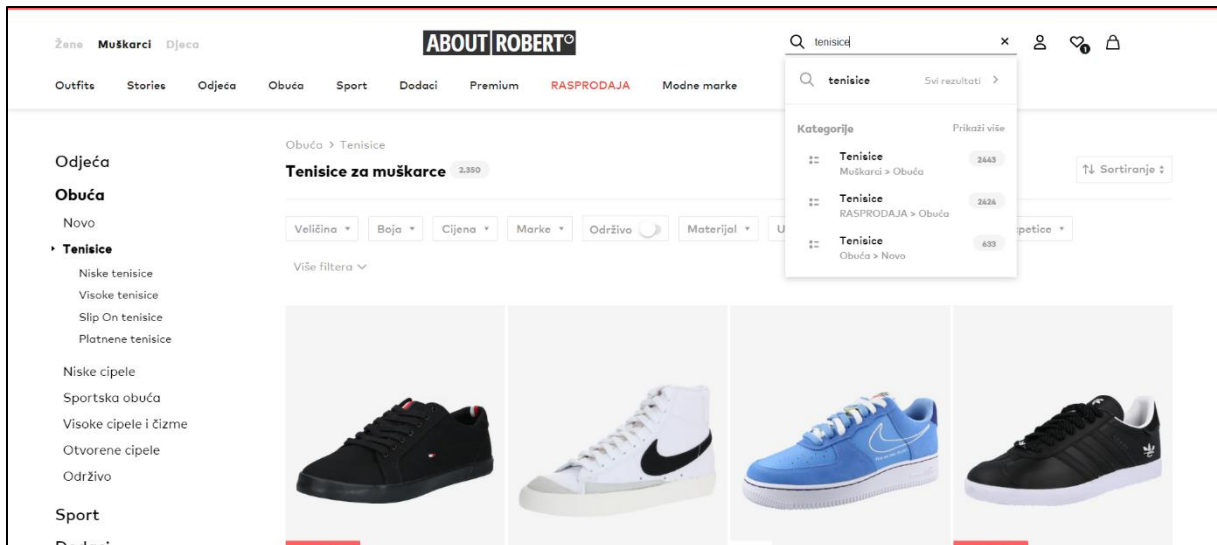 Žene Muškarci Djeca
ABOUT ROBERT
tenisice
1
Outfits Stories Odjeća Obuća Sport Dodaci Premium RASPRODAJA Modne marke
tenisice Svi rezultati
Kategorije Prikaži više
Tenisice 2443
Muškarci > Obuća
Tenisice 2424
RASPRODAJA > Obuća
Tenisice 633
Obuća > Novo
Odjeća
Obuća
Novo
Tenisice
Niske tenisice
Visoke tenisice
Slip On tenisice
Platnene tenisice
Niske cipele
Sportska obuća
Visoke cipele i čizme
Otvorene cipele
Održivo
Sport
Dodaci
Obuća > Tenisice
Tenisice za muškarce 2.350
Sortiranje
Veličina Boja Cijena Marke Održivo Materijal
Više filtera